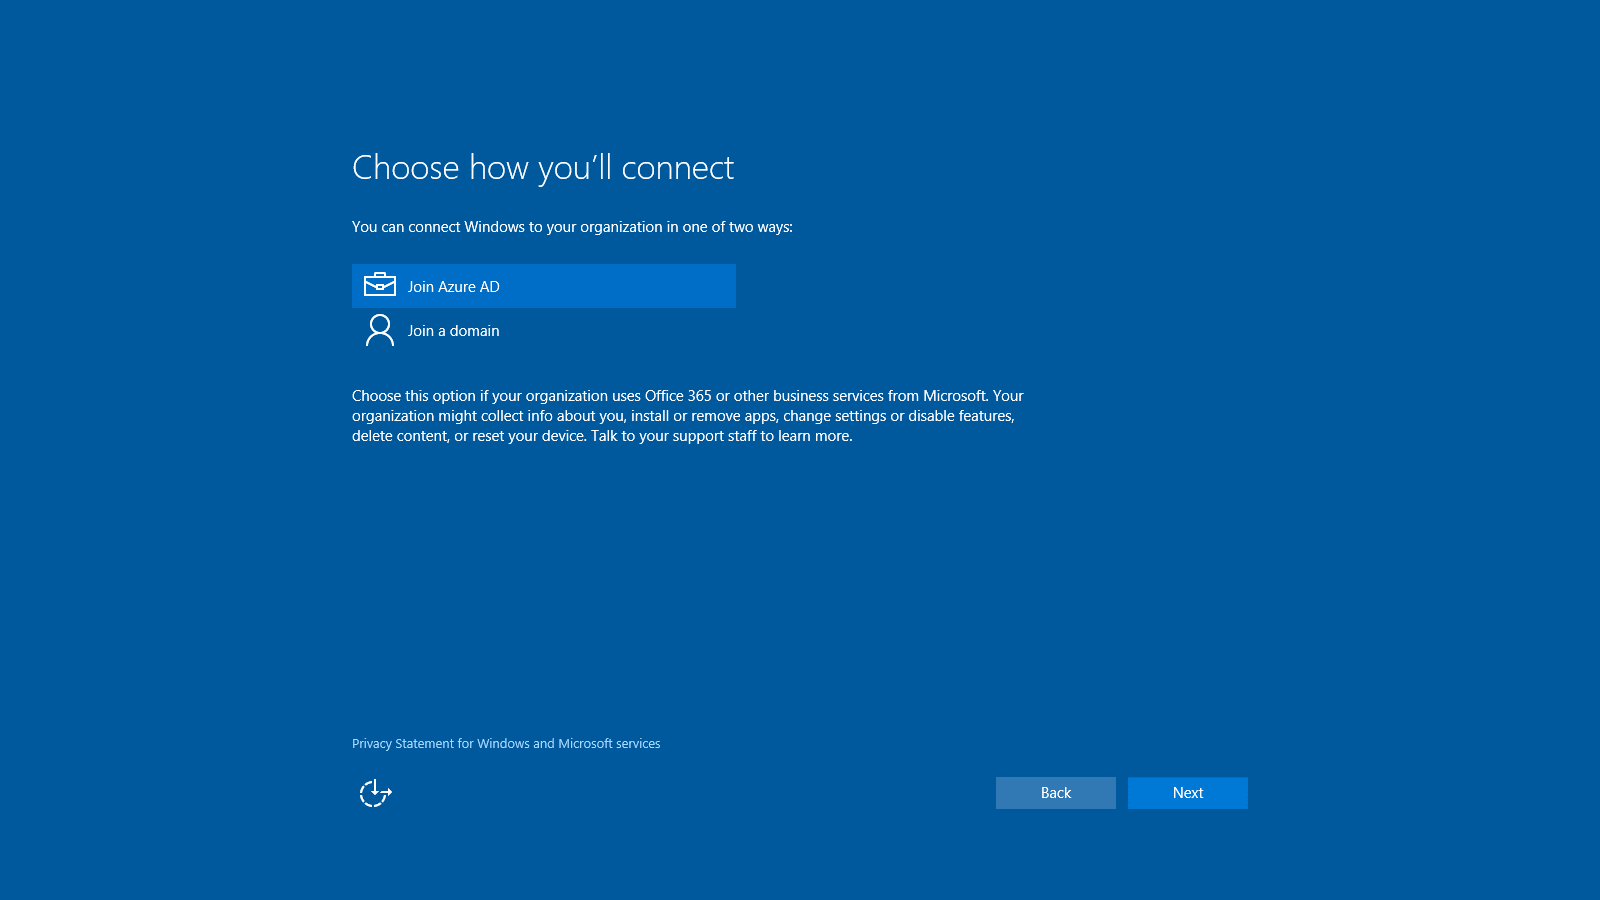 Choose how you’ll connect
You can connect Windows to your organization in one of two ways:
Join Azure AD
Join a domain
Choose this option if your organization uses Office 365 or other business services from Microsoft. Your
organization might collect info about you, install or remove apps, change settings or disable features,
delete content, or reset your device. Talk to your support staff to learn more.
Privacy Statement for Windows and Microsoft services
Back
Next